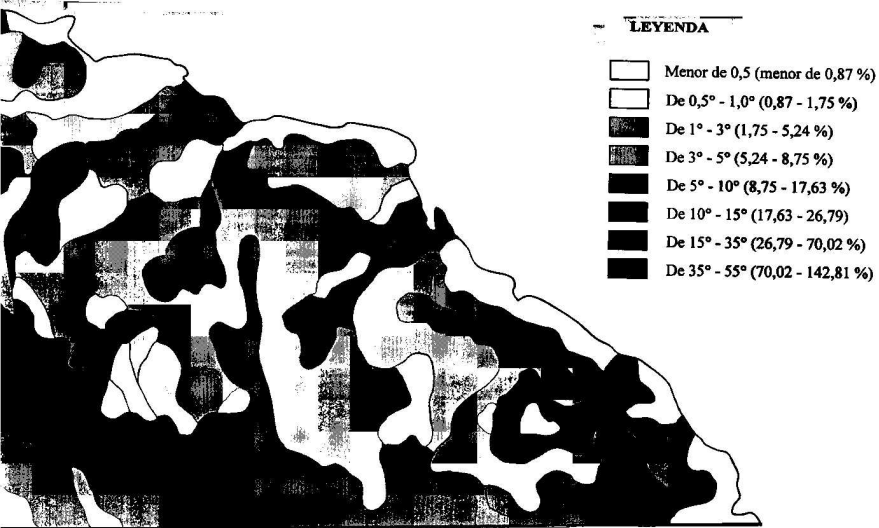 LEYENDA
Menor de 0,5 (menor de 0,87 %)
De 0,5° - 1,0° (0,87 - 1,75 %)
De 1° - 3° (1,75 - 5,24 %)
De 3° - 5° (5,24 - 8,75 %)
De 5° - 10° (8,75 - 17,63 %)
De 10° - 15° (17,63 - 26,79)
De 15° - 35° (26,79 - 70,02 %)
De 35° - 55° (70,02 - 142,81 %)